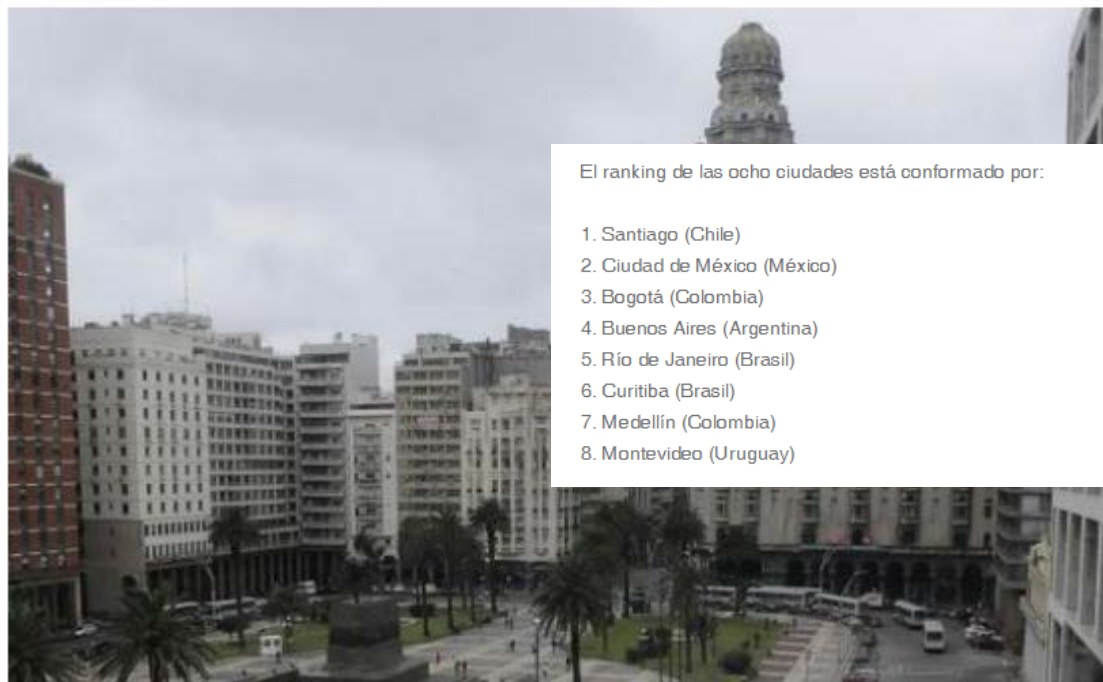 El ranking de las ocho ciudades está conformado por:
1. Santiago (Chile)
2. Ciudad de México (México)
3. Bogotá (Colombia)
4. Buenos Aires (Argentina)
5. Río de Janeiro (Brasil)
6. Curitiba (Brasil)
7. Medellín (Colombia)
8. Montevideo (Uruguay)